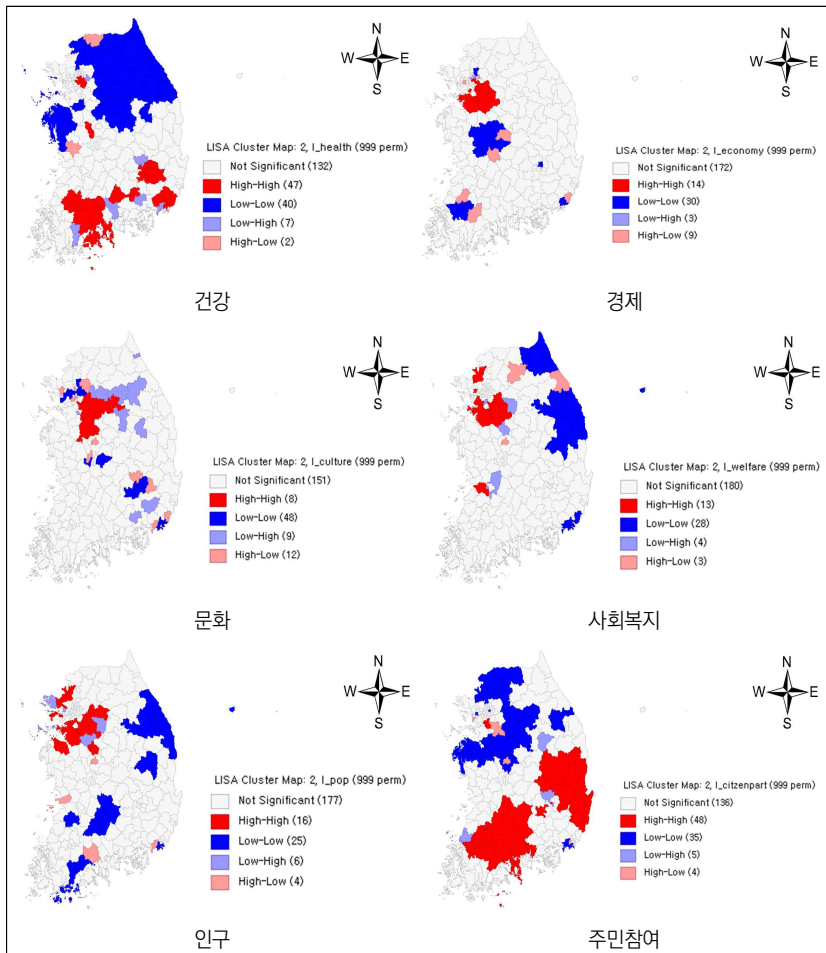 N
W E
S
LISA Cluster Map: 2, I_health (999 perm)
Not Significant (132)
High-High (47)
Low-Low (40)
Low-High (7)
High-Low (2)
건강
N
W E
S
LISA Cluster Map: 2, I_economy (999 perm)
Not Significant (172)
High-High (14)
Low-Low (30)
Low-High (3)
High-Low (9)
경제
N
W E
S
LISA Cluster Map: 2, I_culture (999 perm)
Not Significant (151)
High-High (8)
Low-Low (48)
Low-High (9)
High-Low (12)
문화
N
W E
S
LISA Cluster Map: 2, I_welfare (999 perm)
Not Significant (180)
High-High (13)
Low-Low (28)
Low-High (4)
High-Low (3)
사회복지
N
W E
S
LISA Cluster Map: 2, I_pop (999 perm)
Not Significant (177)
High-High (16)
Low-Low (25)
Low-High (6)
High-Low (4)
인구
N
W E
S
LISA Cluster Map: 2, I_citzenpart (999 perm)
Not Significant (136)
High-High (48)
Low-Low (35)
Low-High (5)
High-Low (4)
주민참여